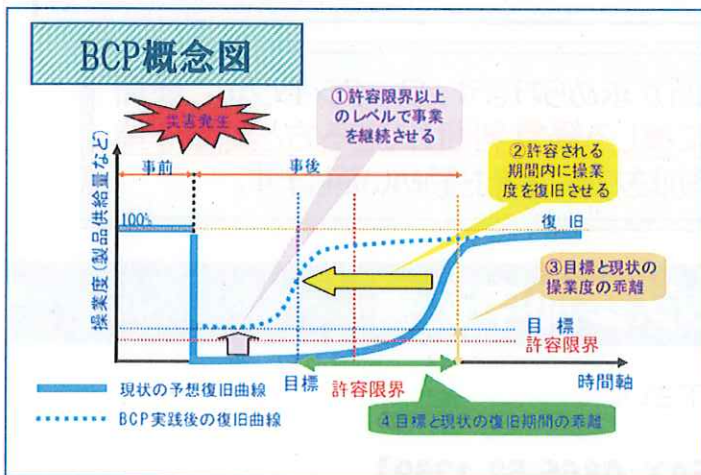 BCP概念図
災害発生
①許容限界以上
のレベルで事業
を継続させる
②許容される
期間内に操業
度を復旧させる
事前
事後
100%
操業度(製品供給量など)
復旧
③目標と現状の
操業度の乖離
目標
許容限界
目標
許容限界
時間軸
現状の予想復旧曲線
BCP実践後の復旧曲線
④目標と現状の復旧期間の乖離